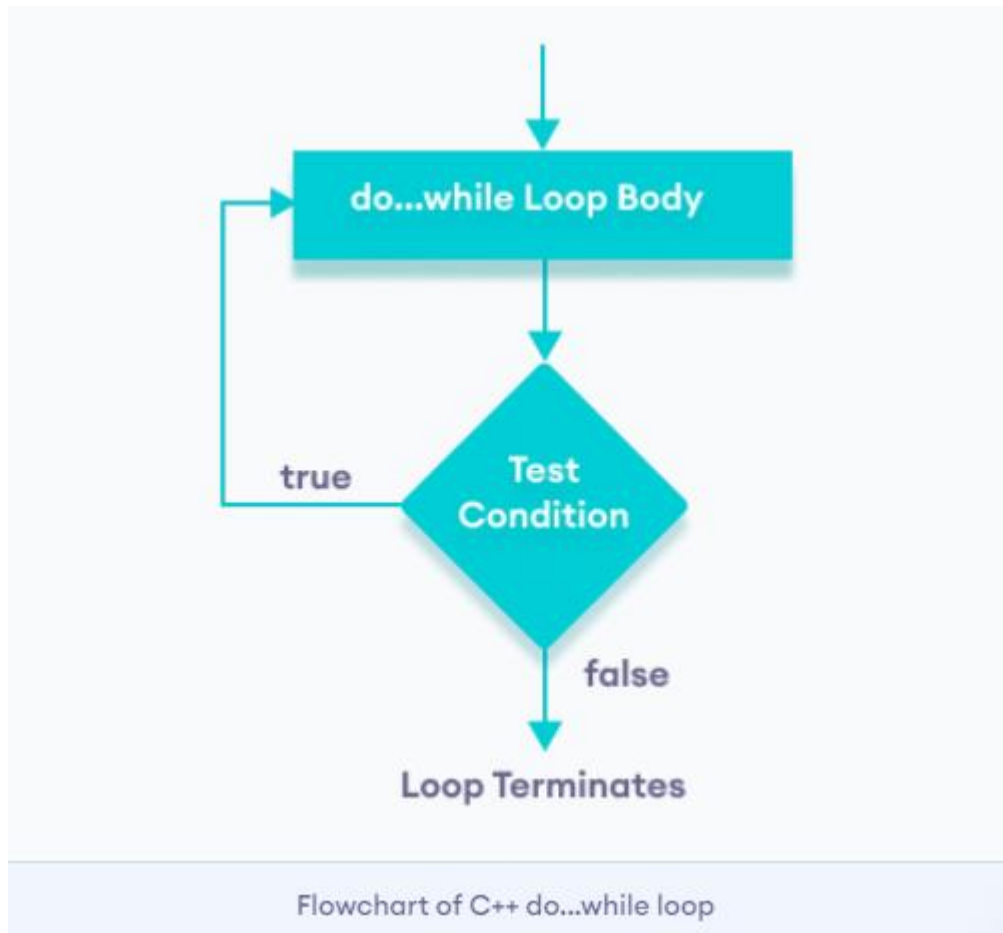 do...while Loop Body
true
Test
Condition
false
Loop Terminates
Flowchart of C++ do...while loop